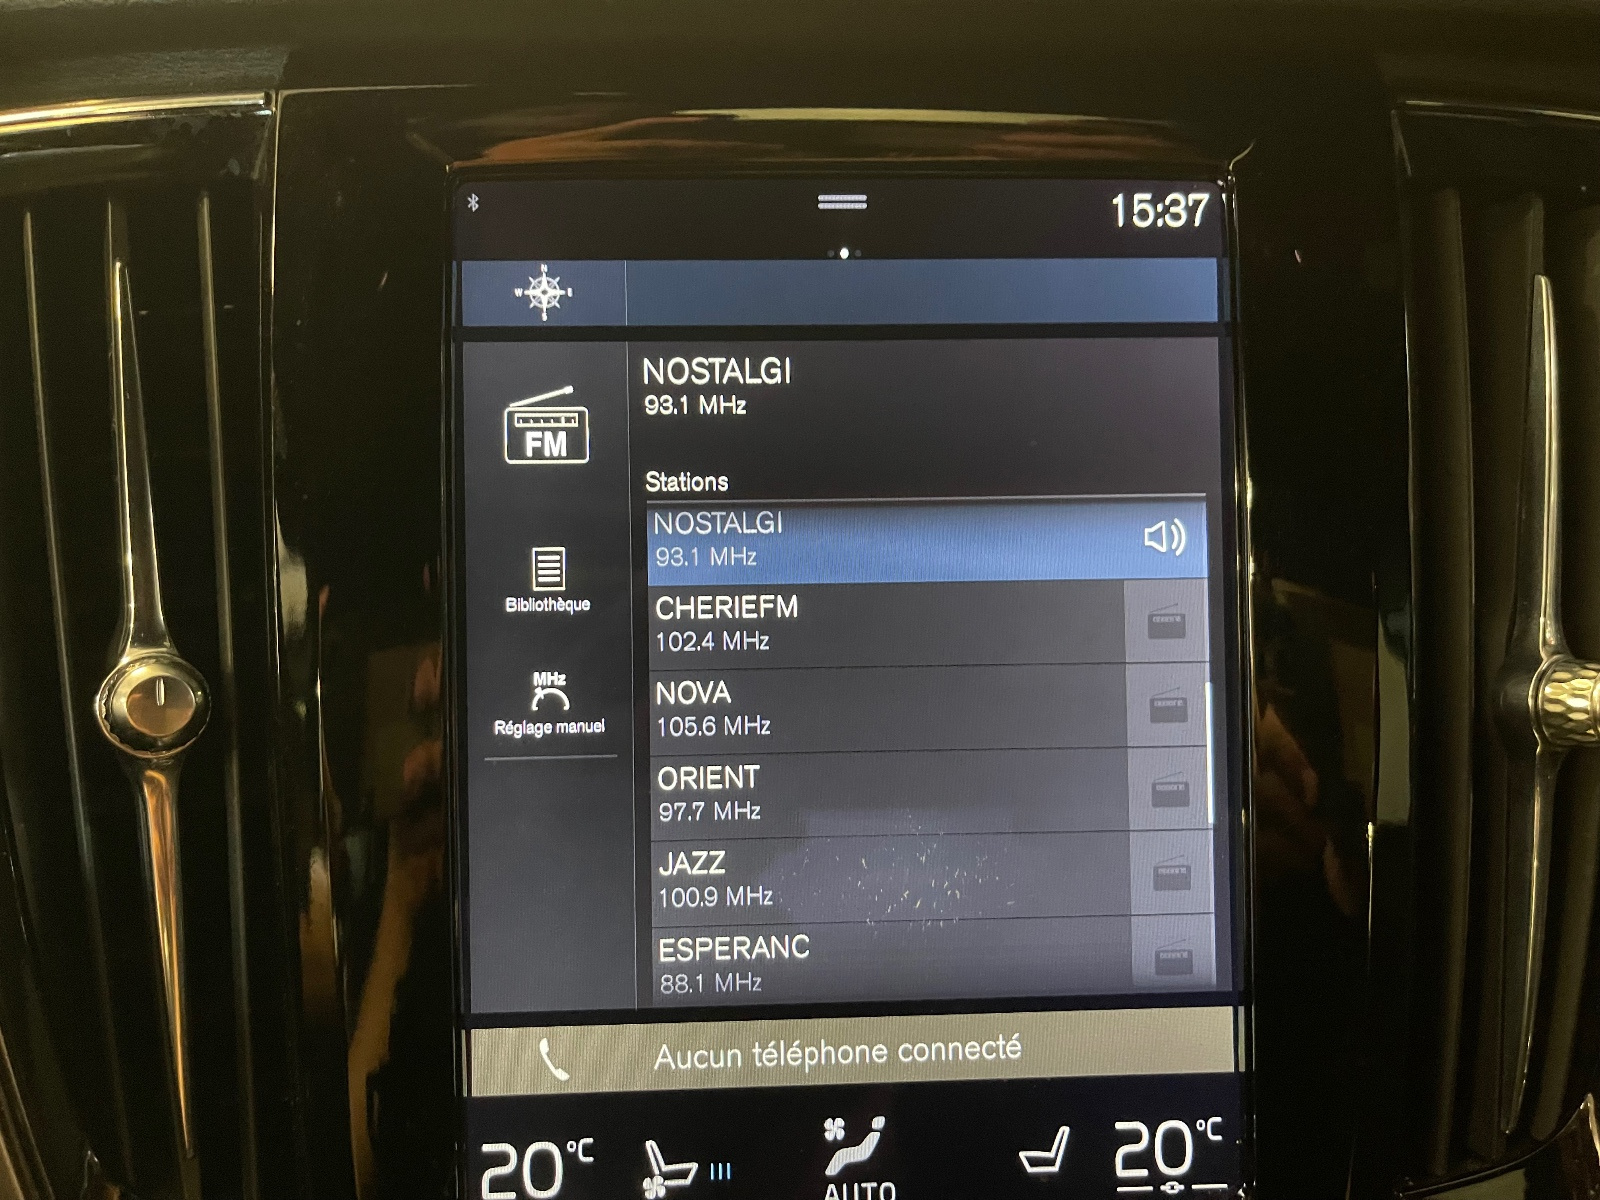 15:37
N
W E
S
NOSTALGI
93.1 MHz
FM
Stations
NOSTALGI
93.1 MHz
Bibliothèque
CHERIEFM
102.4 MHz
MHz
Réglage manuel
NOVA
105.6 MHz
ORIENT
97.7 MHz
JAZZ
100.9 MHz
ESPERANC
88.1 MHz
Aucun téléphone connecté
20°C
20°C
AUTO